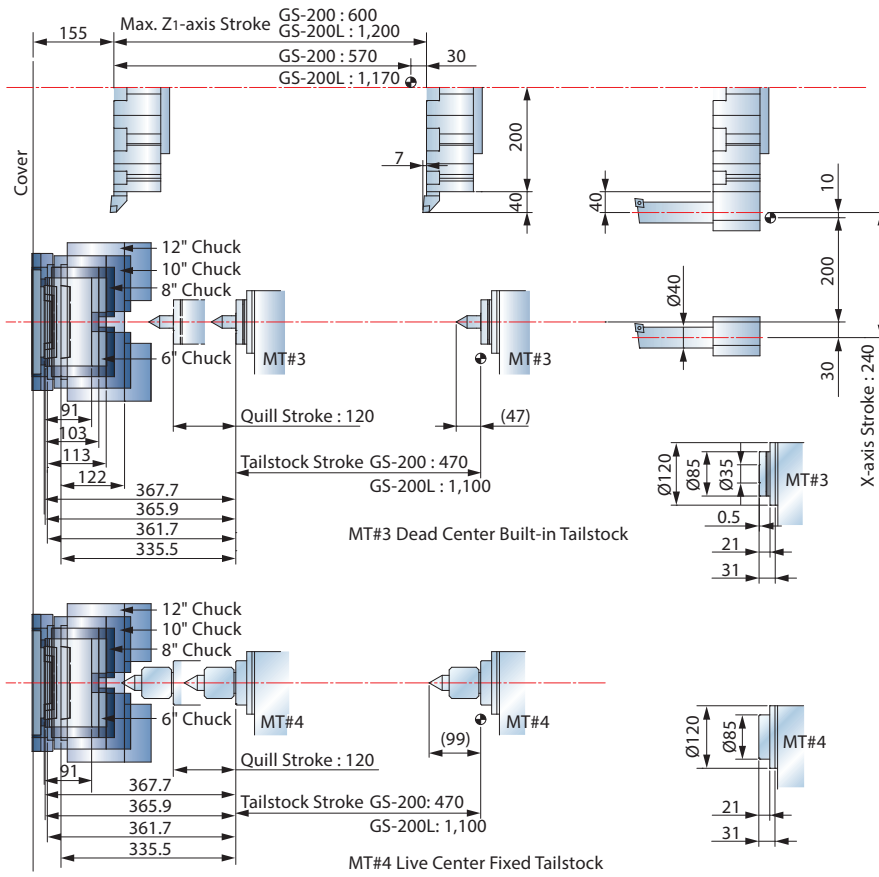 155
Max. Z1-axis Stroke GS-200 : 600
GS-200L : 1,200
GS-200 : 570
GS-200L : 1,170
30
Cover
7
200
40
40
10
200
30
Ø40
X-axis Stroke : 240
12" Chuck
10" Chuck
8" Chuck
6" Chuck
MT#3
MT#3
91
103
113
122
367.7
365.9
361.7
335.5
Quill Stroke : 120
(47)
Tailstock Stroke GS-200 : 470
GS-200L : 1,100
MT#3 Dead Center Built-in Tailstock
Ø120
Ø85
Ø35
MT#3
0.5
21
31
12" Chuck
10" Chuck
8" Chuck
6" Chuck
MT#4
MT#4
91
367.7
365.9
361.7
335.5
Quill Stroke : 120
(99)
Tailstock Stroke GS-200: 470
GS-200L : 1,100
MT#4 Live Center Fixed Tailstock
Ø120
Ø85
MT#4
21
31